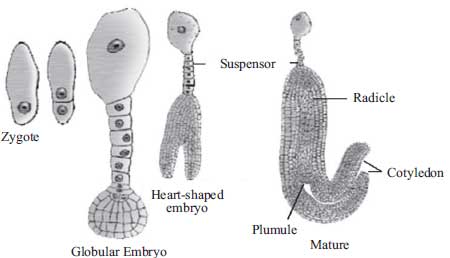 Suspensor
Radicle
Zygote
Cotyledon
Heart-shaped
embryo
Plumule
Globular Embryo
Mature